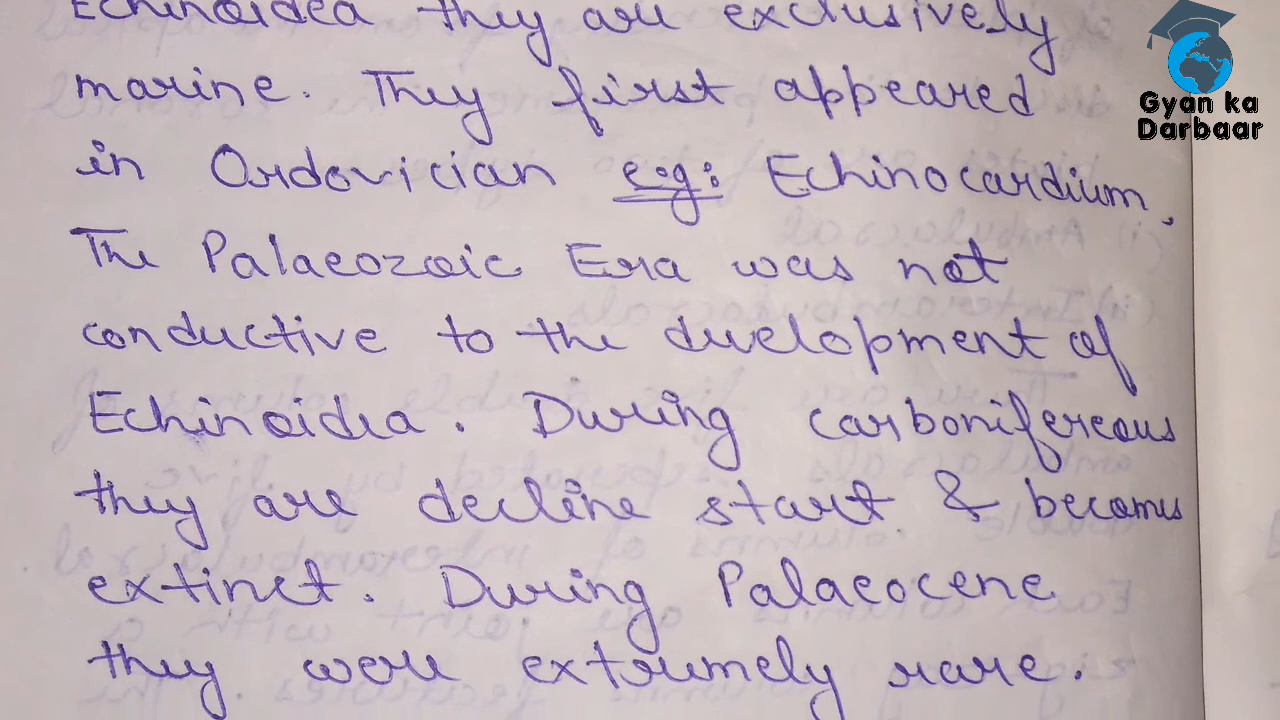 Echinoidea they are exclusively
marine. They first appeared
in Ordovician e.g: Echinocardium.
The Palaeozoic Era was not
conductive to the development of
Echinoidea. During carbonifereous
they are decline start & becomes
extinct. During Palaeocene
they were extremely rare.
Gyan ka
Darbaar